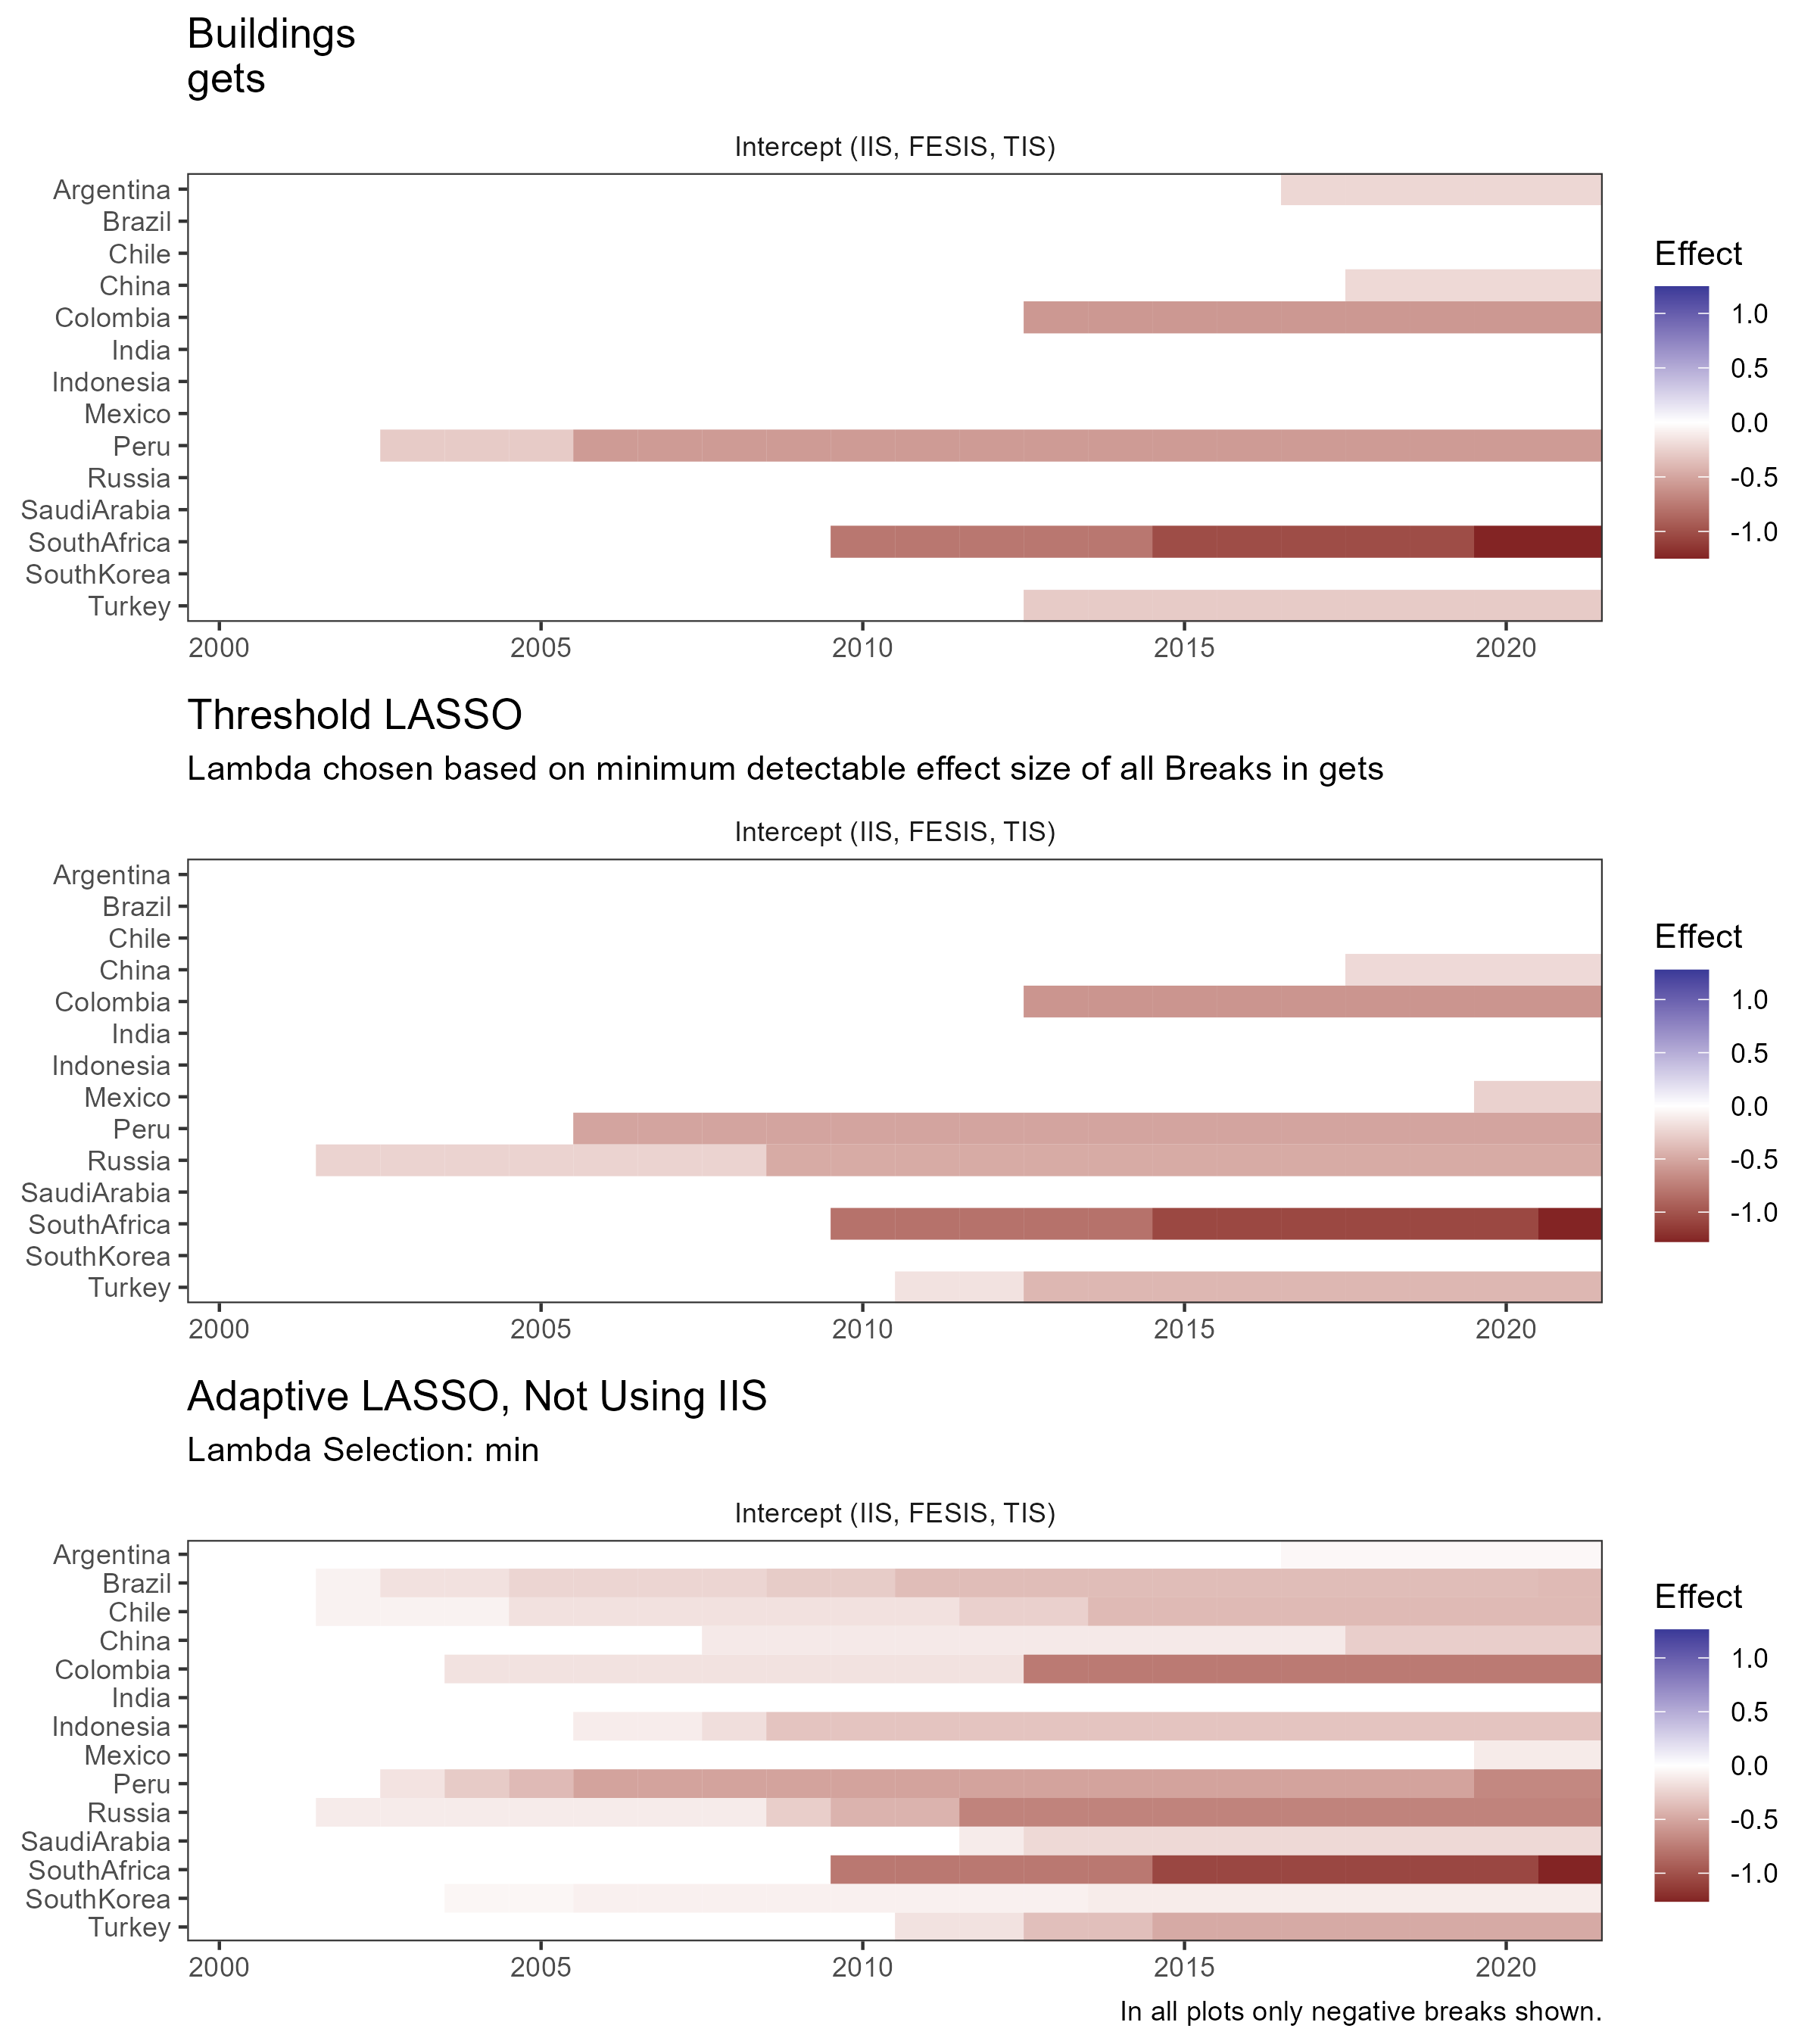 Buildings
gets
Intercept (IIS, FESIS, TIS)
Argentina
Brazil
Chile
China
Colombia
India
Indonesia
Mexico
Peru
Russia
SaudiArabia
SouthAfrica
SouthKorea
Turkey
2000 2005 2010 2015 2020
Effect
1.0
0.5
0.0
-0.5
-1.0
Threshold LASSO
Lambda chosen based on minimum detectable effect size of all Breaks in gets
Intercept (IIS, FESIS, TIS)
Argentina
Brazil
Chile
China
Colombia
India
Indonesia
Mexico
Peru
Russia
SaudiArabia
SouthAfrica
SouthKorea
Turkey
2000 2005 2010 2015 2020
Effect
1.0
0.5
0.0
-0.5
-1.0
Adaptive LASSO, Not Using IIS
Lambda Selection: min
Intercept (IIS, FESIS, TIS)
Argentina
Brazil
Chile
China
Colombia
India
Indonesia
Mexico
Peru
Russia
SaudiArabia
SouthAfrica
SouthKorea
Turkey
2000 2005 2010 2015 2020
Effect
1.0
0.5
0.0
-0.5
-1.0
In all plots only negative breaks shown.